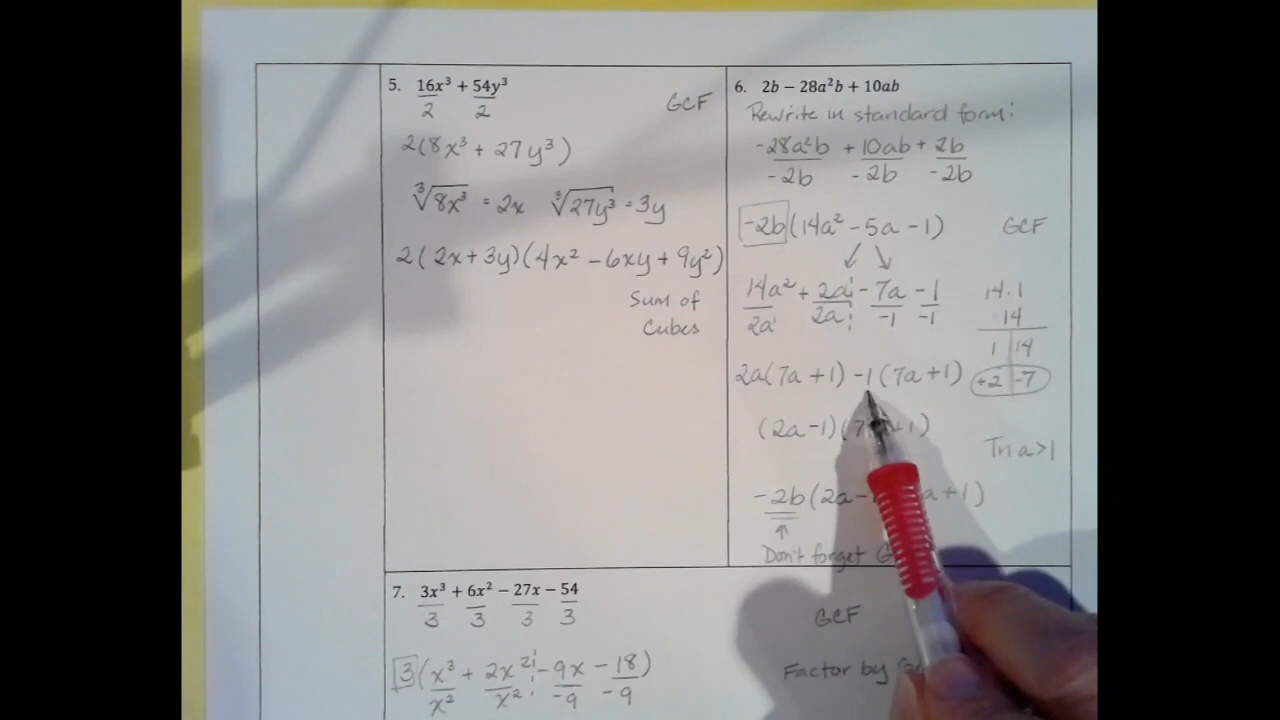 5. 16x³ + 54y³
2 2
GCF
2(8x³ + 27y³)
∛8x³ = 2x ∛27y³ = 3y
2(2x+3y)(4x² - 6xy + 9y²)
Sum of
Cubes
6. 2b − 28a²b + 10ab
Rewrite in standard form:
-28a²b + 10ab + 2b
-2b -2b -2b
-2b(14a² - 5a - 1) GCF
14a² + 2a - 7a - 1
2a 2a -1 -1
14·1
14
1 14
+2 -7
2a(7a + 1) -1(7a+1)
(2a-1)(7 +1)
Tri a>1
-2b(2a- a+1)
Don't forget
7. 3x³ + 6x² − 27x − 54
3 3 3 3
GCF
3(x³ + 2x² - 9x - 18)
x² x² -9 -9
Factor by